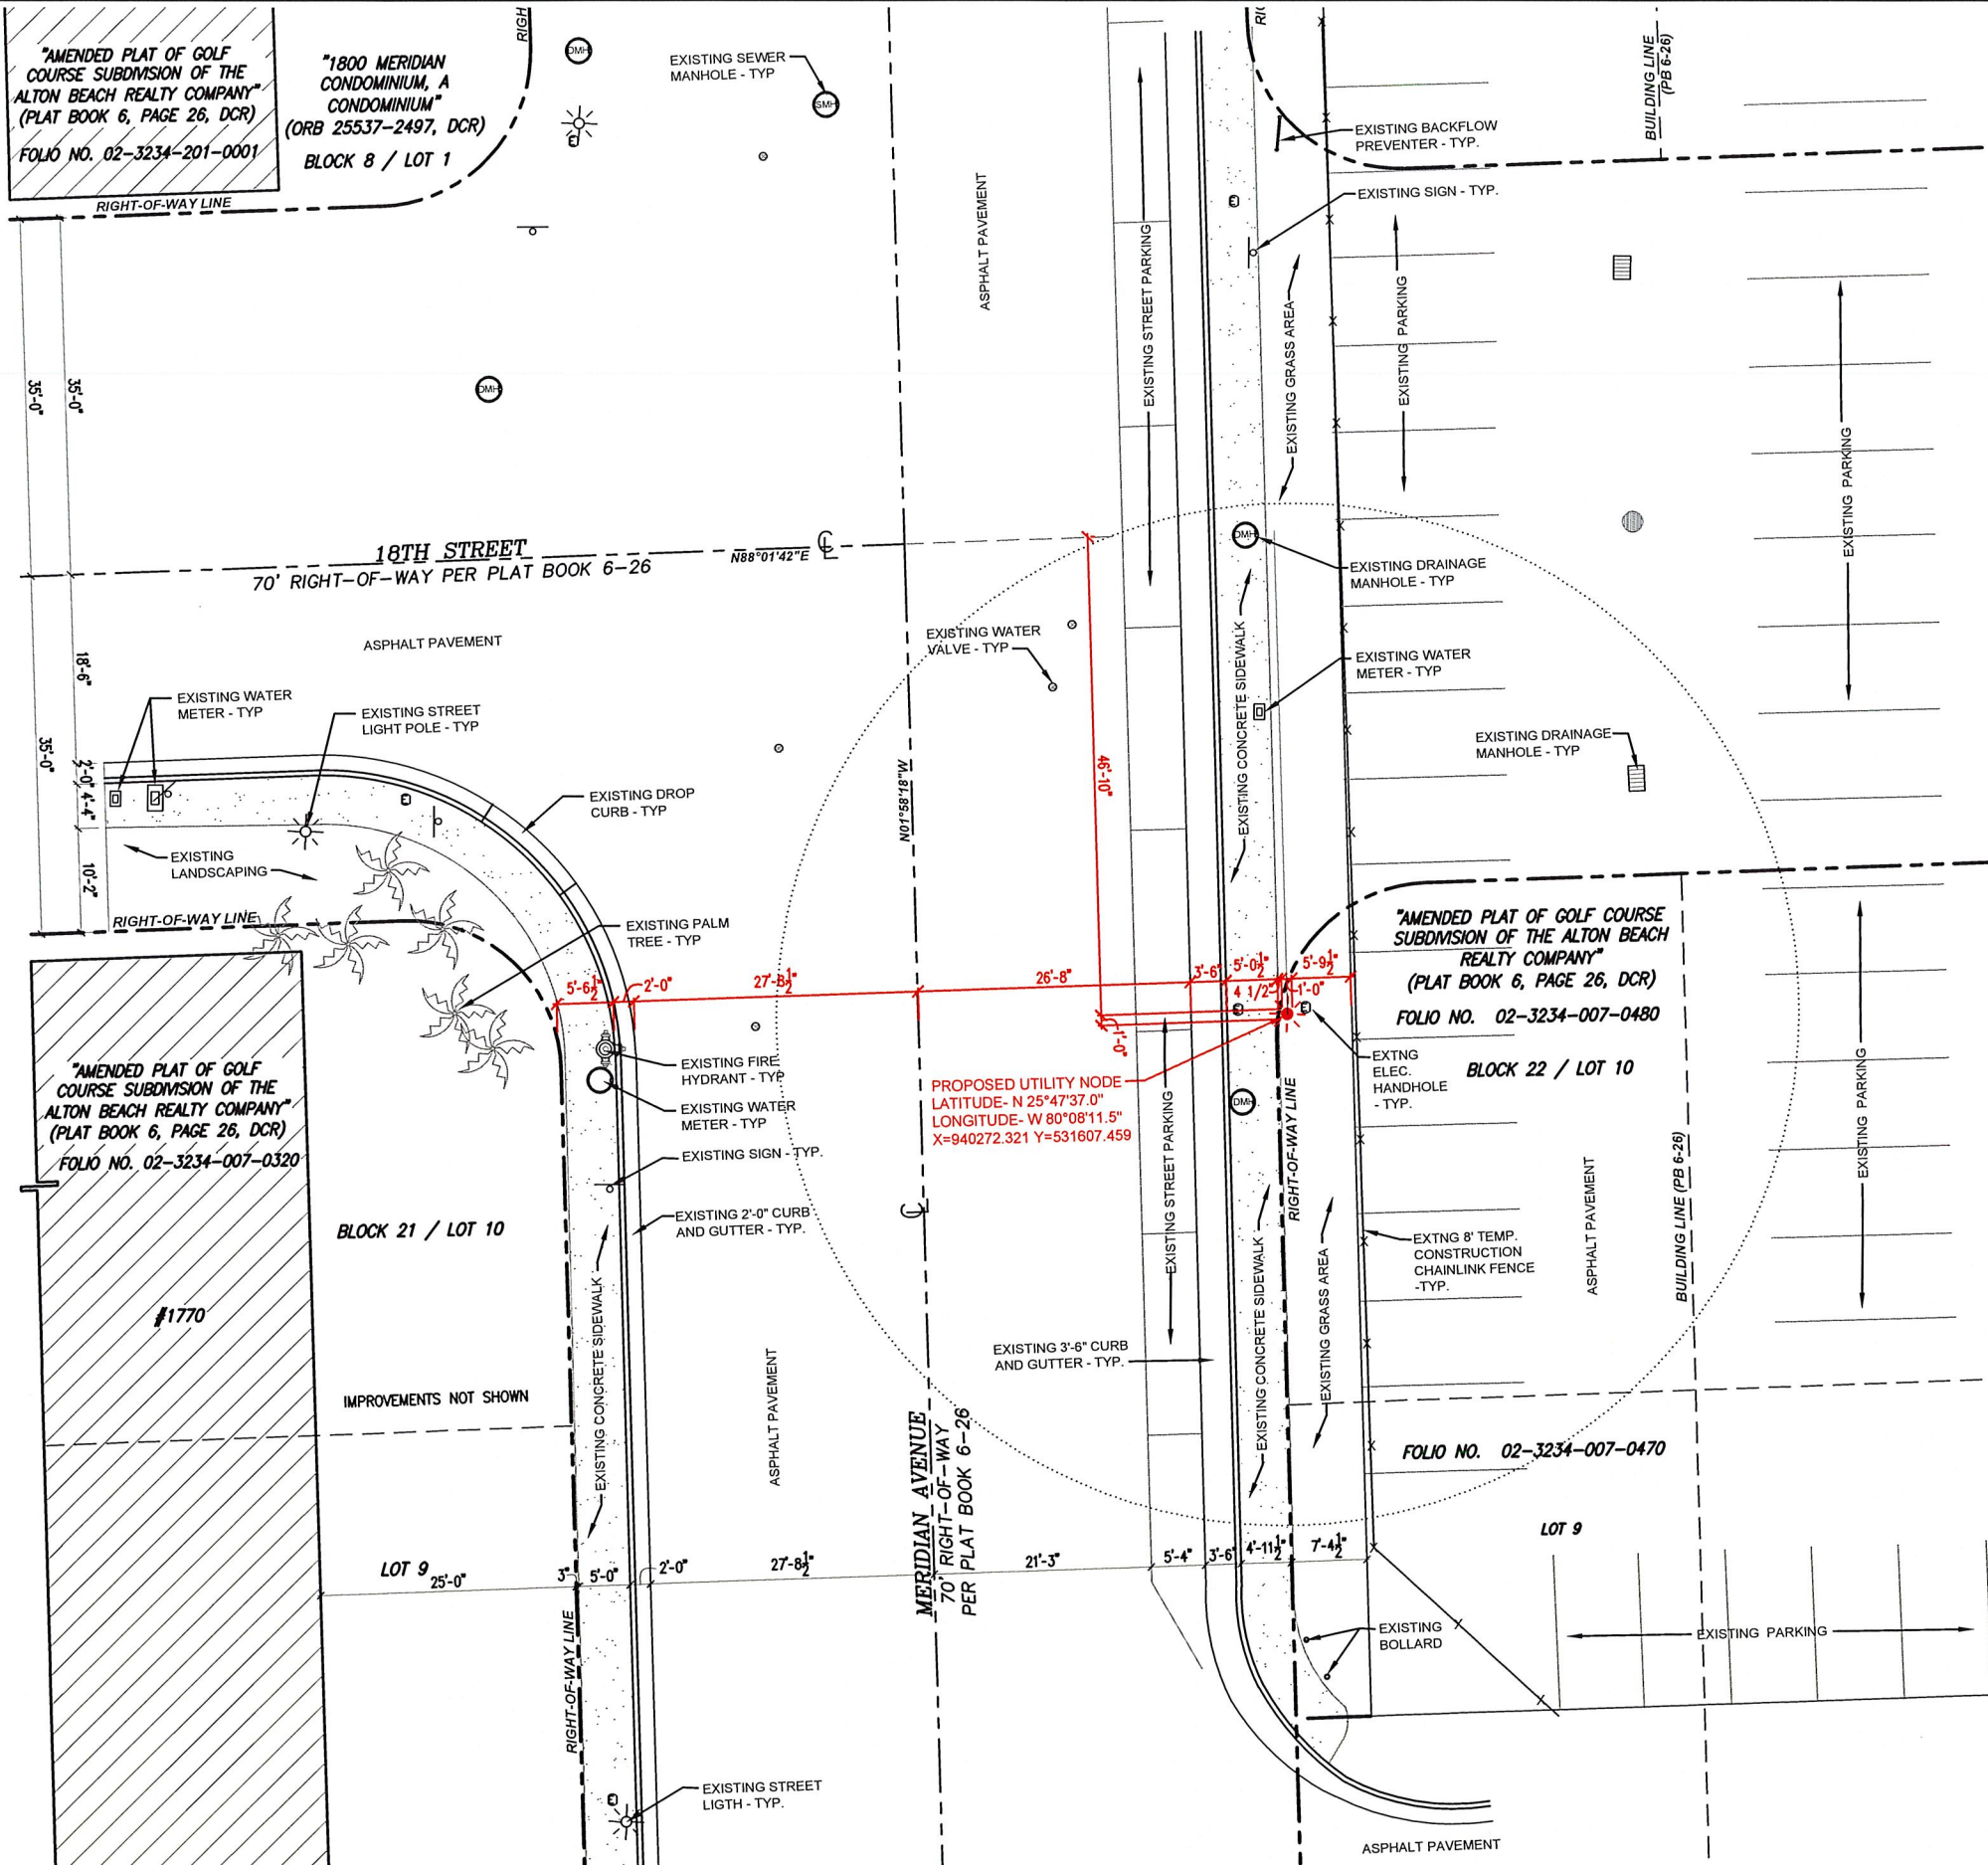 "AMENDED PLAT OF GOLF
COURSE SUBDIVISION OF THE
ALTON BEACH REALTY COMPANY"
(PLAT BOOK 6, PAGE 26, DCR)
FOLIO NO. 02-3234-201-0001
"1800 MERIDIAN
CONDOMINIUM, A
CONDOMINIUM"
(ORB 25537-2497, DCR)
BLOCK 8 / LOT 1
RIGHT-OF-WAY LINE
RIGH
DMH
E
EXISTING SEWER
MANHOLE - TYP
SMH
ASPHALT PAVEMENT
RI
EXISTING BACKFLOW
PREVENTER - TYP.
BUILDING LINE
(PB 6-26)
EXISTING SIGN - TYP.
E
EXISTING STREET PARKING
EXISTING GRASS AREA
EXISTING PARKING
EXISTING PARKING
35'-0"
35'-0"
DMH
18TH STREET
70' RIGHT-OF-WAY PER PLAT BOOK 6-26
N88°01'42"E
DMH
EXISTING DRAINAGE
MANHOLE - TYP
ASPHALT PAVEMENT
EXISTING WATER
VALVE - TYP
EXISTING CONCRETE SIDEWALK
EXISTING WATER
METER - TYP
18'-6"
35'-0"
2'-0"
4'-4"
10'-2"
EXISTING WATER
METER - TYP
EXISTING STREET
LIGHT POLE - TYP
EXISTING DRAINAGE
MANHOLE - TYP
N01°58'18"W
46'-10"
EXISTING DROP
CURB - TYP
E
EXISTING
LANDSCAPING
RIGHT-OF-WAY LINE
EXISTING PALM
TREE - TYP
"AMENDED PLAT OF GOLF COURSE
SUBDIVISION OF THE ALTON BEACH
REALTY COMPANY"
(PLAT BOOK 6, PAGE 26, DCR)
FOLIO NO. 02-3234-007-0480
BLOCK 22 / LOT 10
5'-6½"
2'-0"
27'-8½"
26'-8"
3'-6"
5'-0½"
5'-9½"
4 1/2"
1'-0"
1'-0"
E
E
EXTNG
ELEC.
HANDHOLE
- TYP.
EXISTING FIRE
HYDRANT - TYP
EXISTING WATER
METER - TYP
PROPOSED UTILITY NODE
LATITUDE- N 25°47'37.0"
LONGITUDE- W 80°08'11.5"
X=940272.321 Y=531607.459
DMH
"AMENDED PLAT OF GOLF
COURSE SUBDIVISION OF THE
ALTON BEACH REALTY COMPANY"
(PLAT BOOK 6, PAGE 26, DCR)
FOLIO NO. 02-3234-007-0320
EXISTING SIGN - TYP.
EXISTING STREET PARKING
RIGHT-OF-WAY LINE
EXISTING PARKING
BLOCK 21 / LOT 10
EXISTING 2'-0" CURB
AND GUTTER - TYP.
EXTNG 8' TEMP.
CONSTRUCTION
CHAINLINK FENCE
-TYP.
ASPHALT PAVEMENT
BUILDING LINE (PB 6-26)
#1770
EXISTING CONCRETE SIDEWALK
ASPHALT PAVEMENT
EXISTING 3'-6" CURB
AND GUTTER - TYP.
EXISTING CONCRETE SIDEWALK
EXISTING GRASS AREA
IMPROVEMENTS NOT SHOWN
MERIDIAN AVENUE
70' RIGHT-OF-WAY
PER PLAT BOOK 6-26
FOLIO NO. 02-3234-007-0470
LOT 9
LOT 9
25'-0"
3"
5'-0"
2'-0"
27'-8½"
21'-3"
5'-4"
3'-6"
4'-11½"
7'-4½"
RIGHT-OF-WAY LINE
EXISTING
BOLLARD
EXISTING PARKING
E
EXISTING STREET
LIGTH - TYP.
ASPHALT PAVEMENT